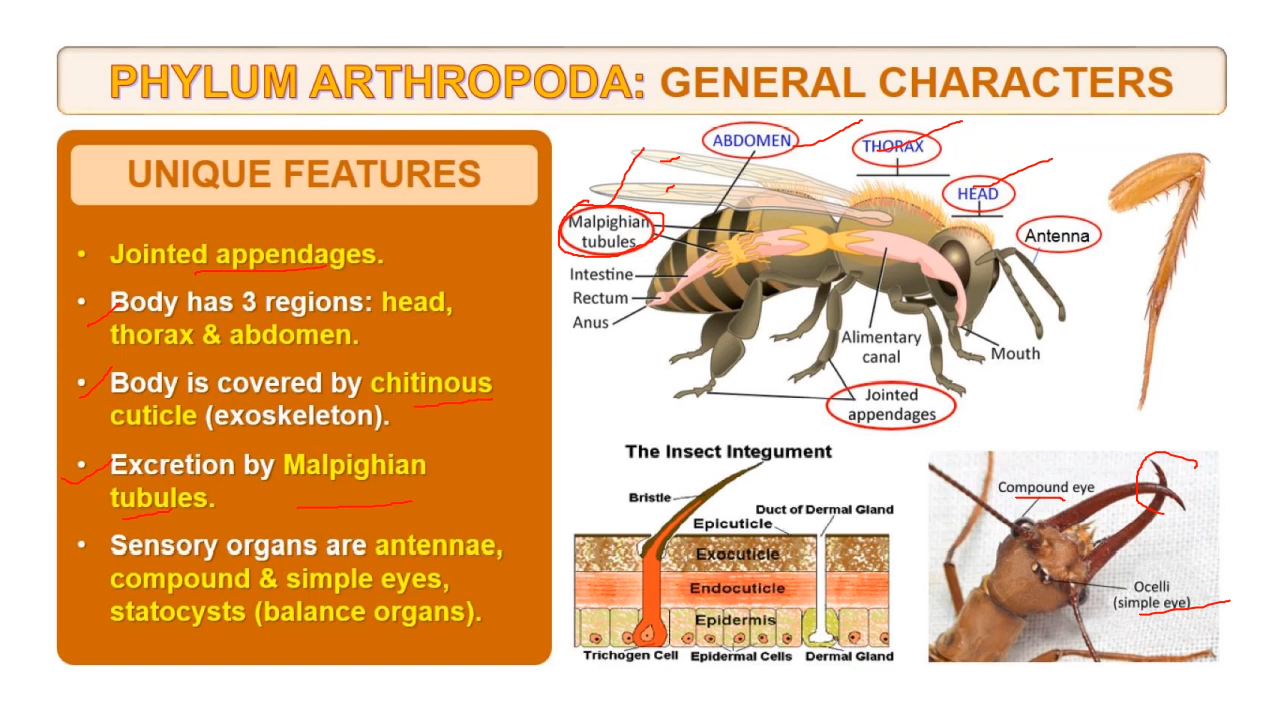 PHYLUM ARTHROPODA: GENERAL CHARACTERS
UNIQUE FEATURES
• Jointed appendages.
• Body has 3 regions: head,
thorax & abdomen.
• Body is covered by chitinous
cuticle (exoskeleton).
• Excretion by Malpighian
tubules.
• Sensory organs are antennae,
compound & simple eyes,
statocysts (balance organs).
ABDOMEN
THORAX
HEAD
Antenna
Malpighian
tubules
Intestine
Rectum
Anus
Alimentary
canal
Mouth
Jointed
appendages
The Insect Integument
Bristle
Duct of Dermal Gland
Epicuticle
Exocuticle
Endocuticle
Epidermis
Trichogen Cell
Epidermal Cells
Dermal Gland
Compound eye
Ocelli
(simple eye)